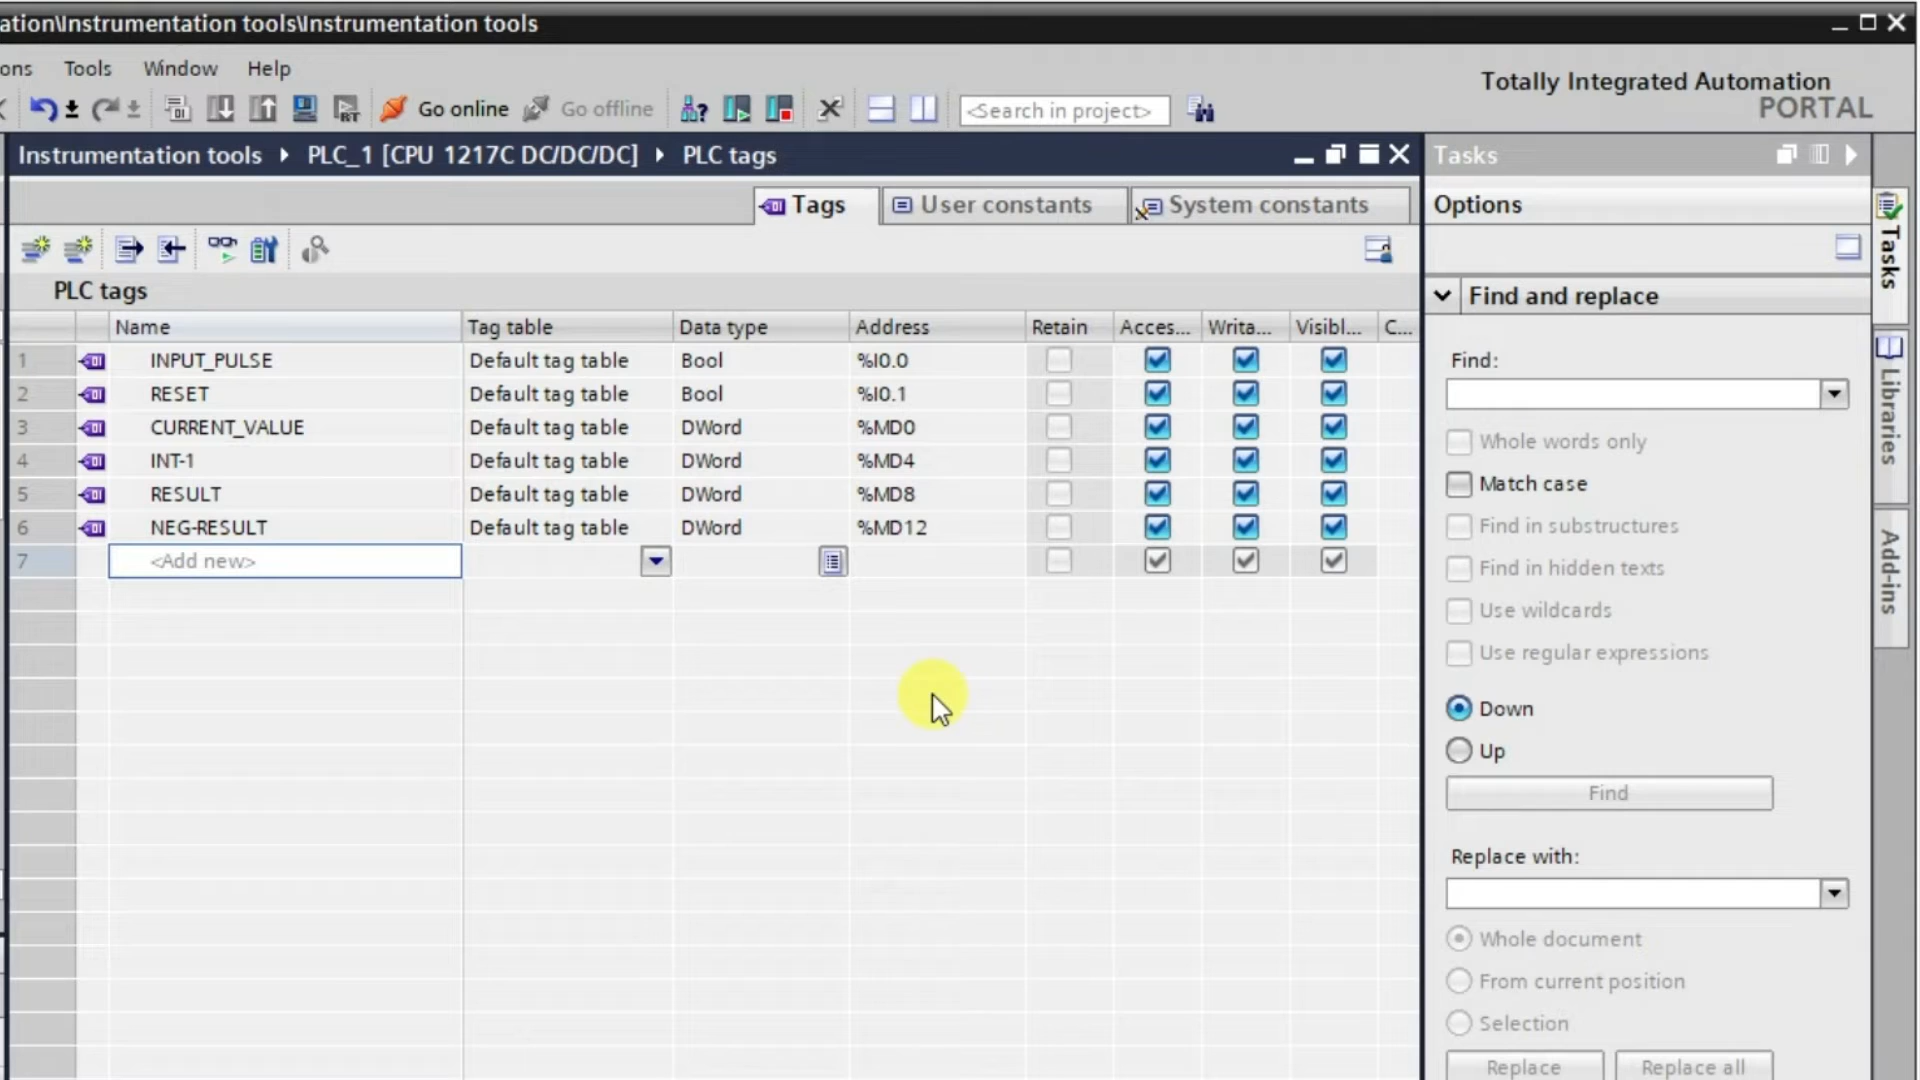 ation\Instrumentation tools\Instrumentation tools
ons Tools Window Help
Totally Integrated Automation
PORTAL
Go online Go offline <Search in project>
Instrumentation tools PLC_1 [CPU 1217C DC/DC/DC] PLC tags
Tasks
Tags User constants System constants
Options
PLC tags
Find and replace
Name Tag table Data type Address Retain Acces... Writa... Visibl... C...
1 INPUT_PULSE Default tag table Bool %I0.0
2 RESET Default tag table Bool %I0.1
3 CURRENT_VALUE Default tag table DWord %MD0
4 INT-1 Default tag table DWord %MD4
5 RESULT Default tag table DWord %MD8
6 NEG-RESULT Default tag table DWord %MD12
7 <Add new>
Find:
Whole words only
Match case
Find in substructures
Find in hidden texts
Use wildcards
Use regular expressions
Down
Up
Find
Replace with:
Whole document
From current position
Selection
Replace Replace all
Tasks
Libraries
Add-ins